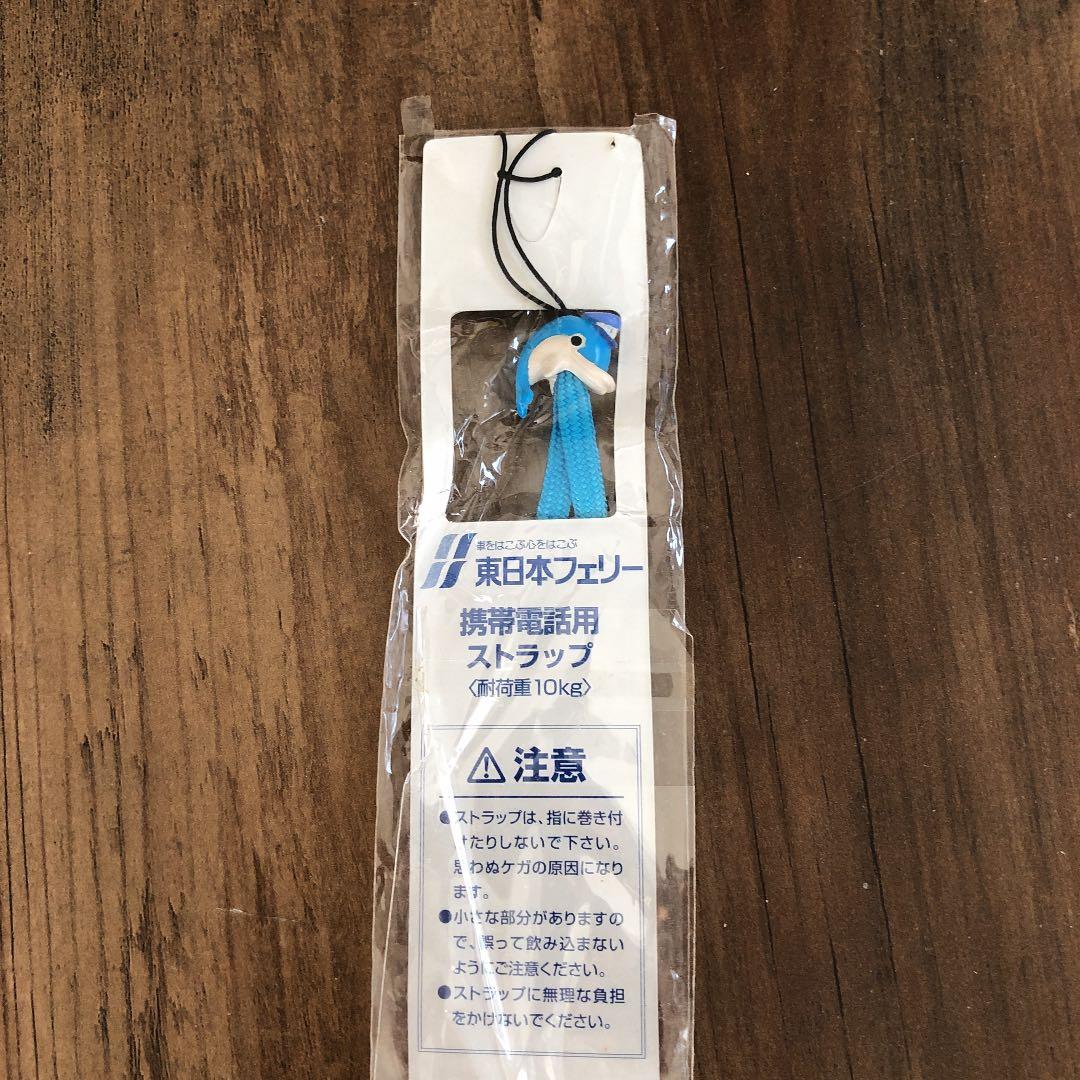 車をはこぶ心をはこぶ
東日本フェリー
携帯電話用
ストラップ
〈耐荷重10kg〉
注意
●ストラップは、指に巻き付
けたりしないで下さい。
思わぬケガの原因になり
ます。
●小さな部分がありますの
で、誤って飲み込まない
ようにご注意ください。
●ストラップに無理な負担
をかけないでください。